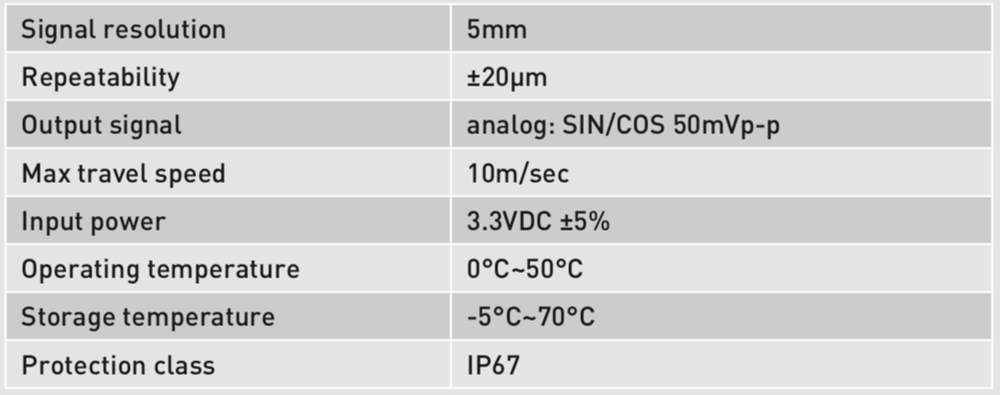 Signal resolution 5mm
Repeatability ±20μm
Output signal analog: SIN/COS 50mVp-p
Max travel speed 10m/sec
Input power 3.3VDC ±5%
Operating temperature 0°C~50°C
Storage temperature -5°C~70°C
Protection class IP67